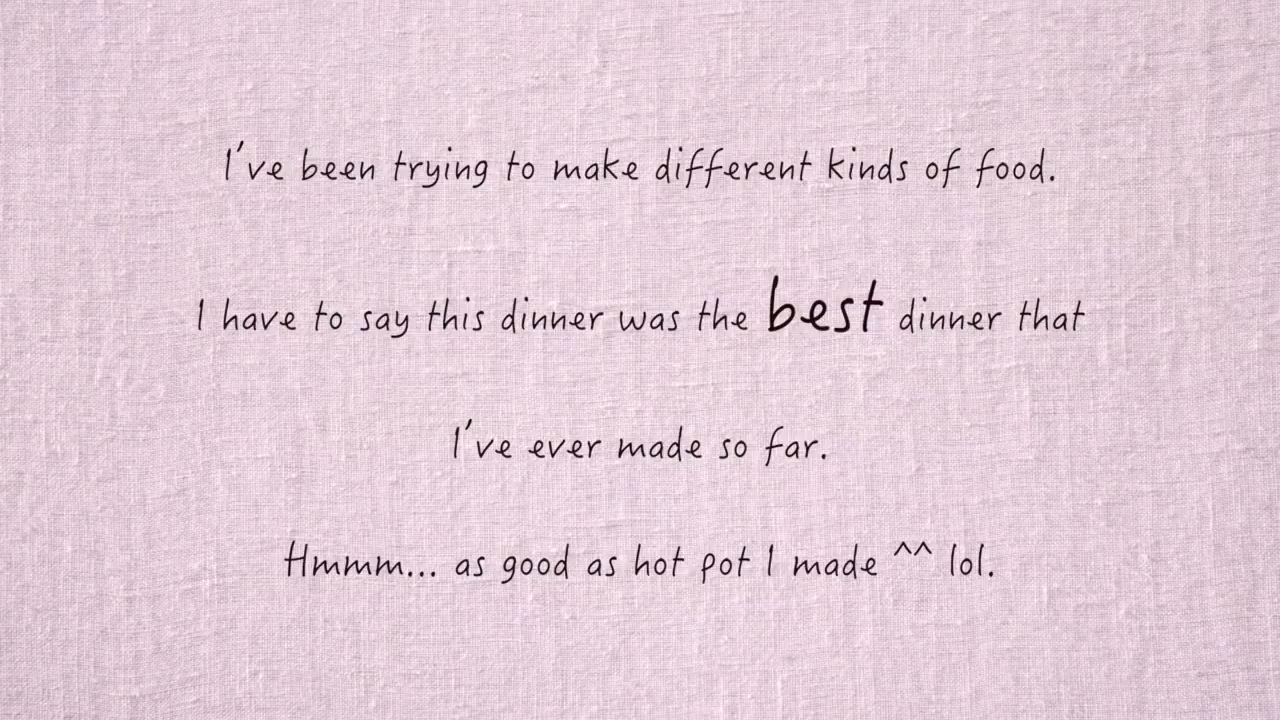 I've been trying to make different kinds of food.
I have to say this dinner was the best dinner that
I've ever made so far.
Hmmm... as good as hot pot I made ^^ lol.